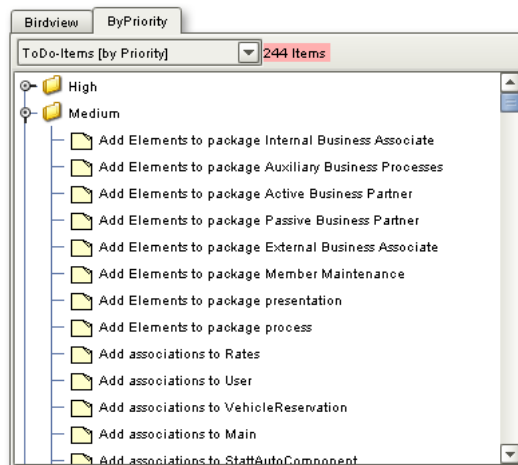 Birdview ByPriority
ToDo-Items [by Priority] 244 Items
High
Medium
Add Elements to package Internal Business Associate
Add Elements to package Auxiliary Business Processes
Add Elements to package Active Business Partner
Add Elements to package Passive Business Partner
Add Elements to package External Business Associate
Add Elements to package Member Maintenance
Add Elements to package presentation
Add Elements to package process
Add associations to Rates
Add associations to User
Add associations to VehicleReservation
Add associations to Main
Add associations to StattAutoComponent